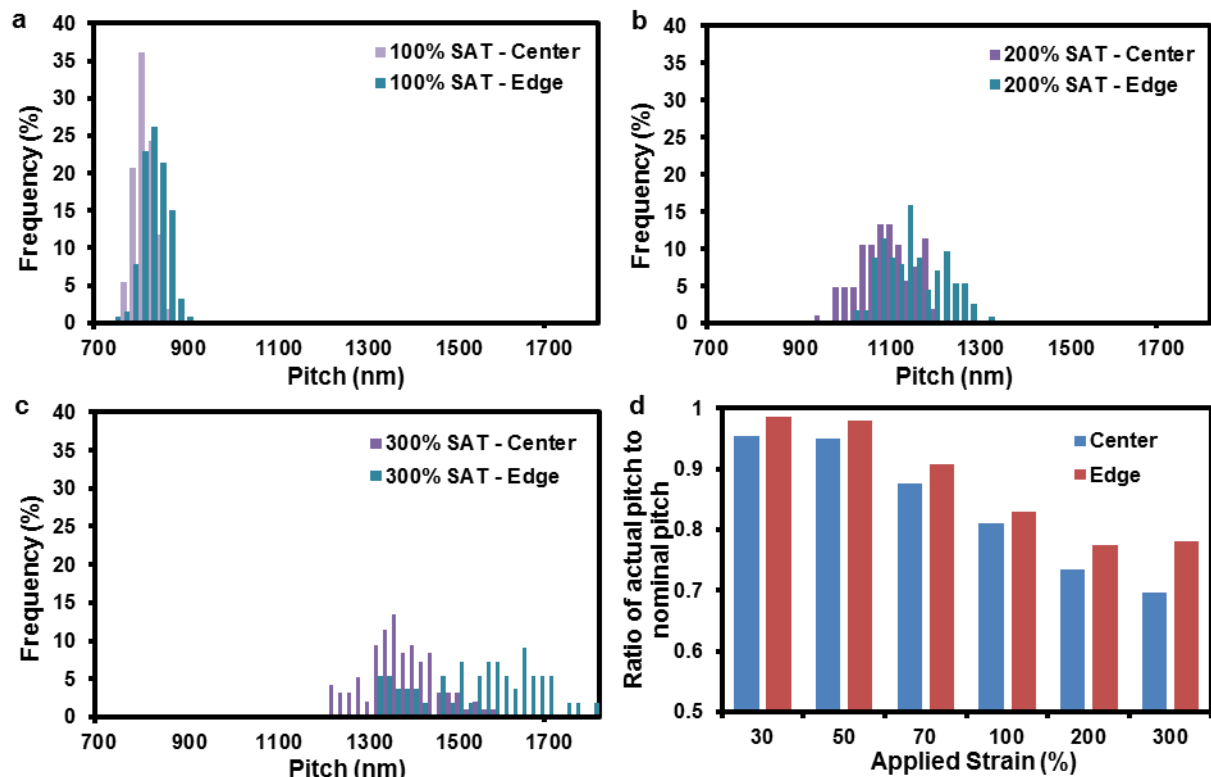 a
40
35
30
25
20
15
10
5
0
Frequency (%)
100% SAT - Center
100% SAT - Edge
700 900 1100 1300 1500 1700
Pitch (nm)
b
40
35
30
25
20
15
10
5
0
Frequency (%)
200% SAT - Center
200% SAT - Edge
700 900 1100 1300 1500 1700
Pitch (nm)
c
40
35
30
25
20
15
10
5
0
Frequency (%)
300% SAT - Center
300% SAT - Edge
700 900 1100 1300 1500 1700
Pitch (nm)
d
1
0.9
0.8
0.7
0.6
0.5
Ratio of actual pitch to
nominal pitch
Center
Edge
30 50 70 100 200 300
Applied Strain (%)